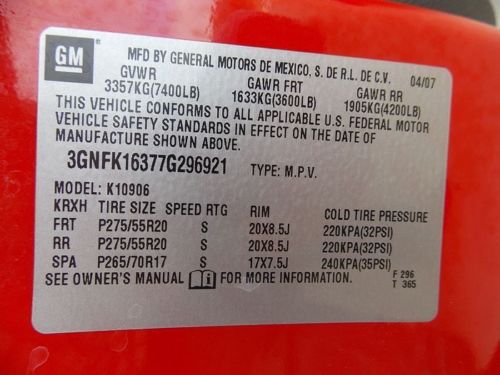 GM MFD BY GENERAL MOTORS DE MEXICO, S. DE R.L. DE C.V. 04/07
GVWR GAWR FRT GAWR RR
3357KG(7400LB) 1633KG(3600LB) 1905KG(4200LB)
THIS VEHICLE CONFORMS TO ALL APPLICABLE U.S. FEDERAL MOTOR
VEHICLE SAFETY STANDARDS IN EFFECT ON THE DATE OF
MANUFACTURE SHOWN ABOVE.
3GNFK16377G296921 TYPE: M.P.V.
MODEL: K10906
KRXH TIRE SIZE SPEED RTG RIM COLD TIRE PRESSURE
FRT P275/55R20 S 20X8.5J 220KPA(32PSI)
RR P275/55R20 S 20X8.5J 220KPA(32PSI)
SPA P265/70R17 S 17X7.5J 240KPA(35PSI)
SEE OWNER'S MANUAL FOR MORE INFORMATION. F 296
T 365